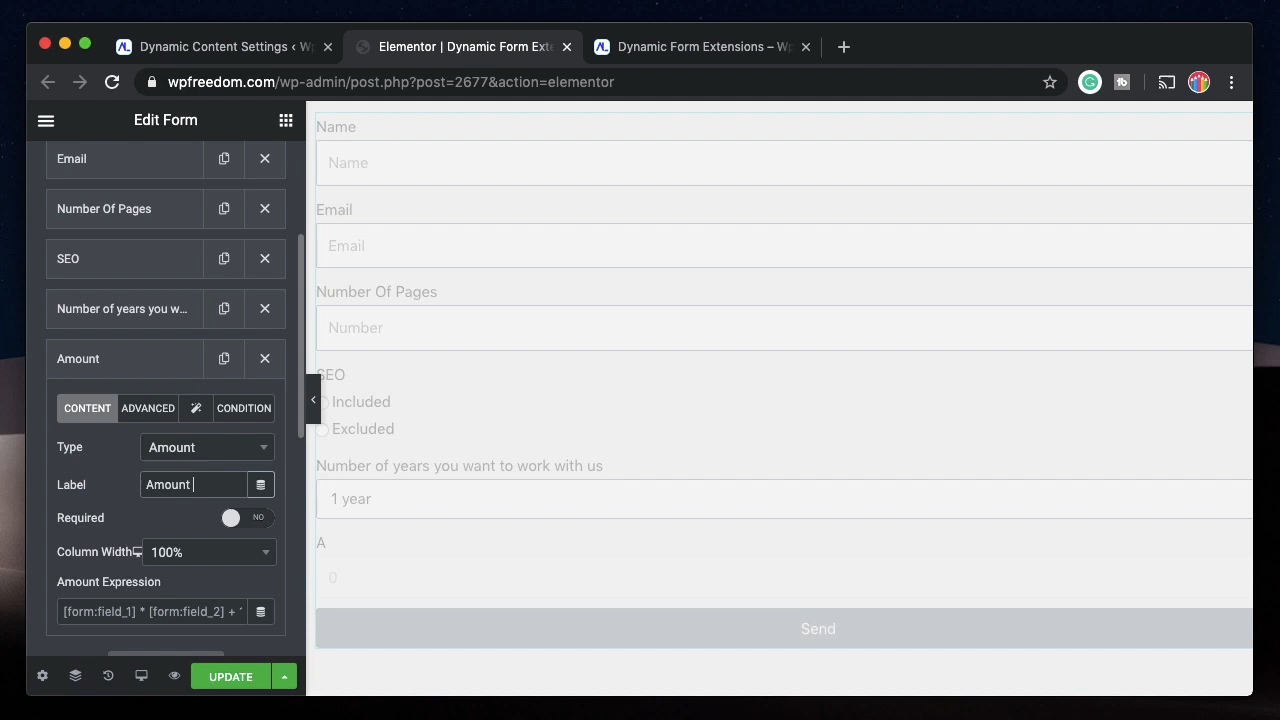 Dynamic Content Settings ‹ Wp
Elementor | Dynamic Form Exte
Dynamic Form Extensions – Wp
wpfreedom.com/wp-admin/post.php?post=2677&action=elementor
Edit Form
Email
Number Of Pages
SEO
Number of years you w...
Amount
CONTENT
ADVANCED
CONDITION
Type
Amount
Label
Amount
Required
NO
Column Width
100%
Amount Expression
[form:field_1] * [form:field_2] +
UPDATE
Name
Name
Email
Email
Number Of Pages
Number
SEO
Included
Excluded
Number of years you want to work with us
1 year
A
0
Send